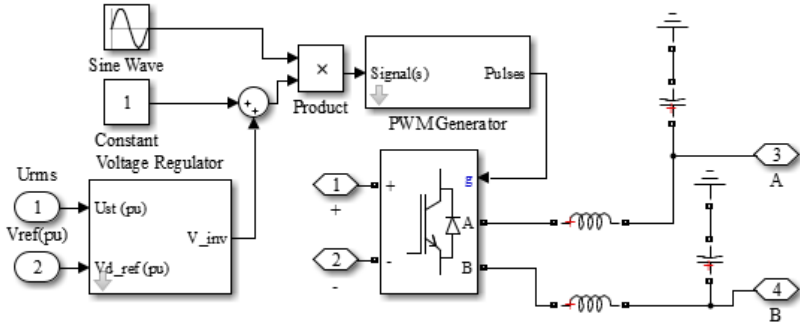 Sine Wave
1
Constant
×
Product
Signal(s)
Pulses
PWM Generator
Voltage Regulator
Urms
1
Ust (pu)
Vref(pu)
2
Vd_ref (pu)
V_inv
+
+
1
+
2
-
+
-
g
A
B
3
A
4
B